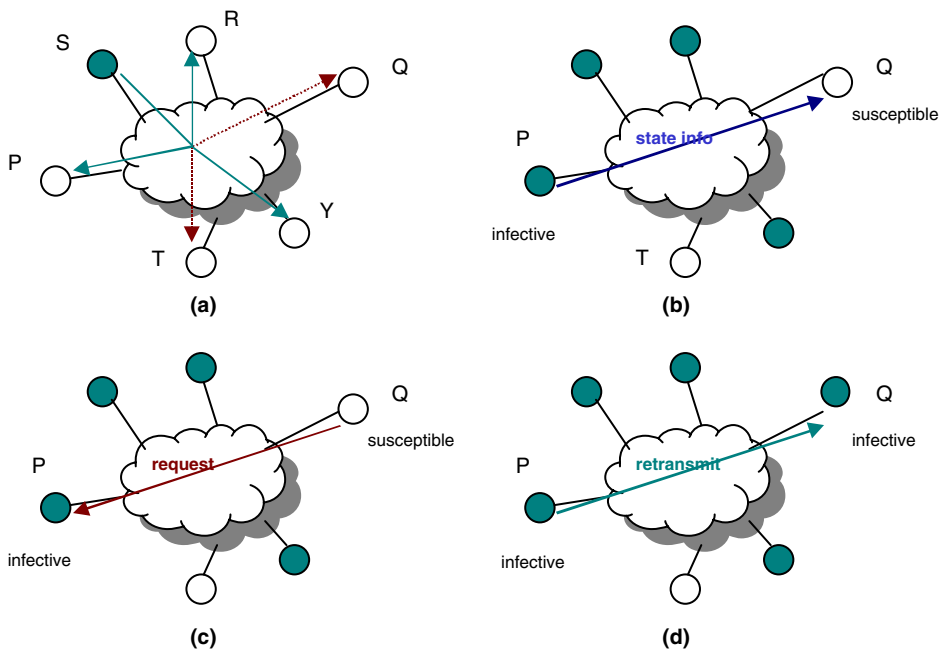 S
R
Q
P
Y
T
(a)
Q
susceptible
state info
P
infective
T
(b)
Q
susceptible
request
P
infective
(c)
Q
infective
retransmit
P
infective
(d)